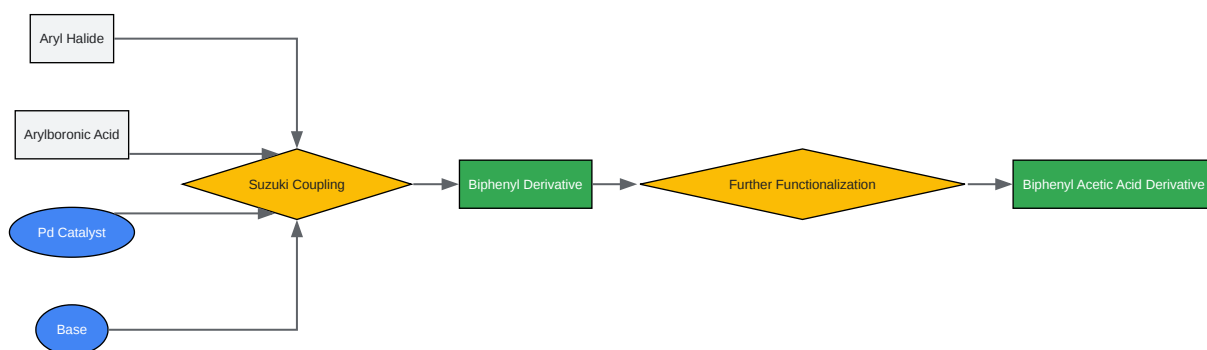 Aryl Halide
Arylboronic Acid
Pd Catalyst
Base
Suzuki Coupling
Biphenyl Derivative
Further Functionalization
Biphenyl Acetic Acid Derivative